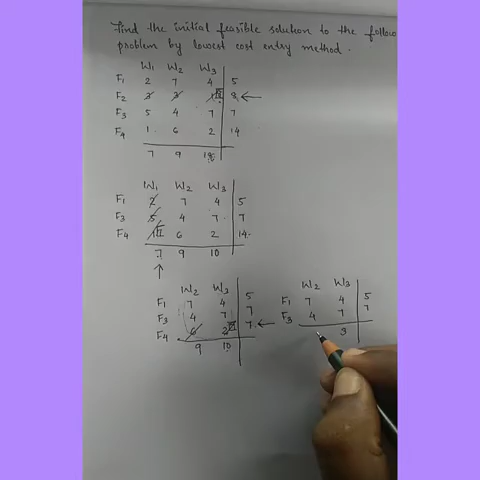 Find the initial feasible solution to the follow
problem by lowest cost entry method.
W1 W2 W3
F1 2 7 4 5
F2 3 3 1 8 8 ←
F3 5 4 7 7
F4 1 6 2 14
7 9 18
W1 W2 W3
F1 2 7 4 5
F3 5 4 7 7
F4 1 7 6 2 14
7 9 10
↑
W2 W3
F1 7 4 5
F3 4 7 7
F4 6 2 7 7 ←
9 10
W2 W3
F1 7 4 5
F3 4 7 7
3